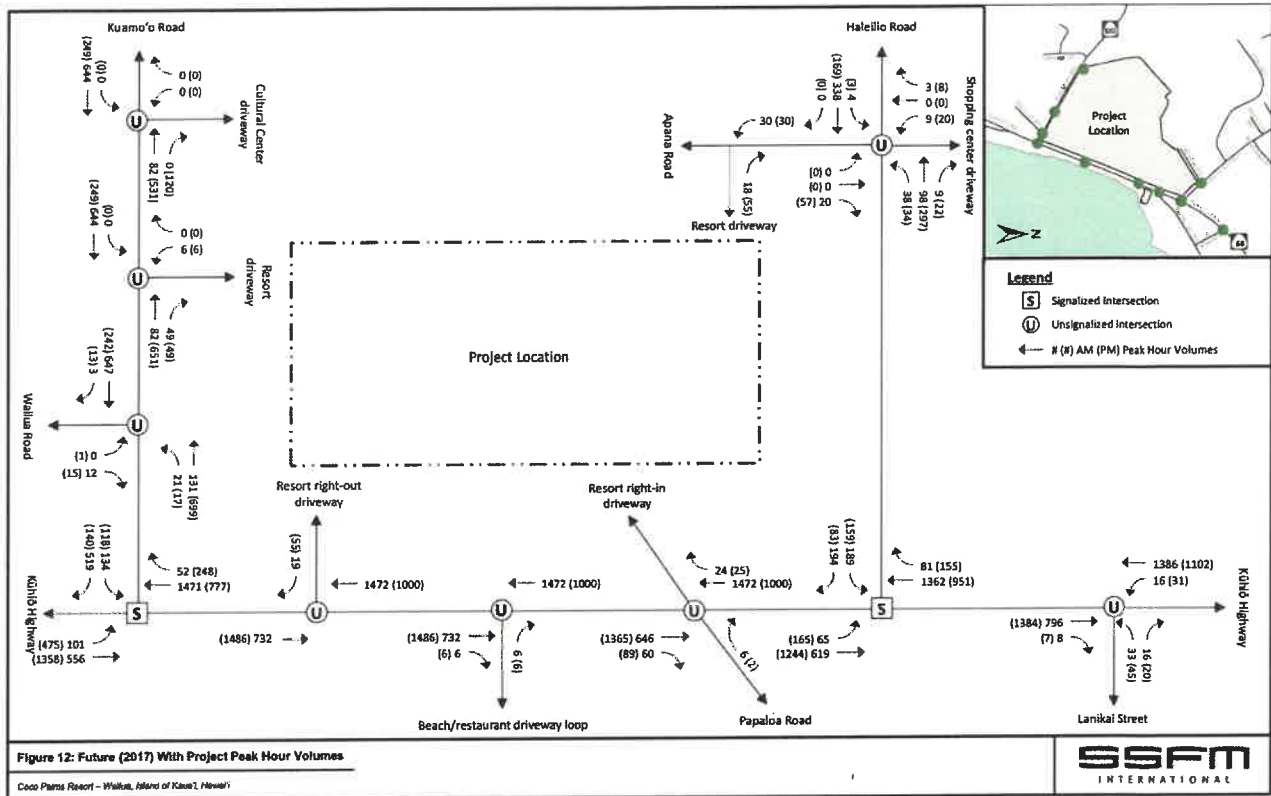 Kuamo'o Road
(249) 644
(0) 0
0 (0)
0 (0)
Cultural Center
driveway
82 (531)
0 (120)
(249) 644
(0) 0
0 (0)
6 (6)
Resort
driveway
82 (651)
49 (49)
(242) 647
(13) 3
Wailua Road
(1) 0
(15) 12
21 (17)
131 (699)
(140) 519
(118) 134
52 (248)
1471 (777)
Kūhiō Highway
(475) 101
(1358) 556
Resort right-out
driveway
(55) 19
1472 (1000)
(1486) 732
1472 (1000)
(1486) 732
(6) 6
6 (6)
Beach/restaurant driveway loop
Resort right-in
driveway
24 (25)
1472 (1000)
(1365) 646
(89) 60
6 (2)
Papaloa Road
Haleilio Road
(0) 0
(169) 338
(3) 4
3 (8)
0 (0)
9 (20)
Shopping center driveway
Apana Road
30 (30)
18 (55)
Resort driveway
(0) 0
(0) 0
(57) 20
38 (34)
98 (297)
9 (22)
(83) 194
(159) 189
81 (155)
1362 (951)
(165) 65
(1244) 619
1386 (1102)
16 (31)
(1384) 796
(7) 8
33 (45)
16 (20)
Kūhiō Highway
Lanikai Street
Project Location
U
U
U
S
U
U
U
S
U
U
Project
Location
N
Legend
S Signalized Intersection
U Unsignalized Intersection
# (#) AM (PM) Peak Hour Volumes
Figure 12: Future (2017) With Project Peak Hour Volumes
Coco Palms Resort – Wailua, Island of Kaua'i, Hawai'i
SSFM
INTERNATIONAL